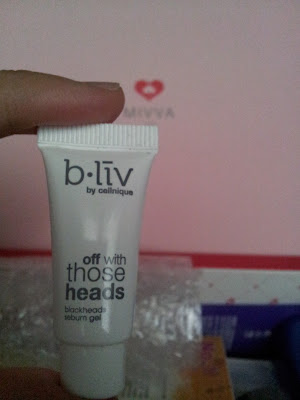 MIVVA
b·līv
by cellnique
off with
those
heads
blackheads
sebum gel